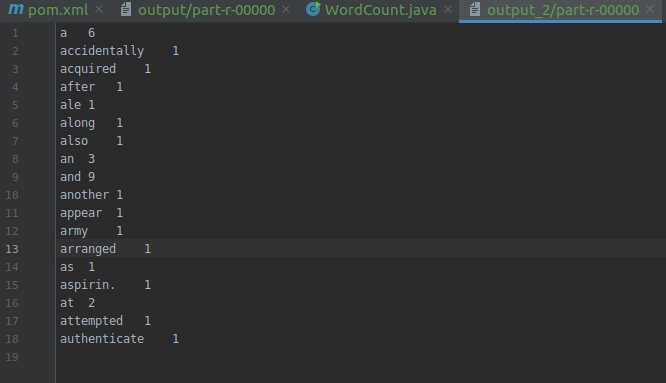 pom.xml × output/part-r-00000 × WordCount.java × output_2/part-r-00000 ×
1 a 6
2 accidentally 1
3 acquired 1
4 after 1
5 ale 1
6 along 1
7 also 1
8 an 3
9 and 9
10 another 1
11 appear 1
12 army 1
13 arranged 1
14 as 1
15 aspirin. 1
16 at 2
17 attempted 1
18 authenticate 1
19